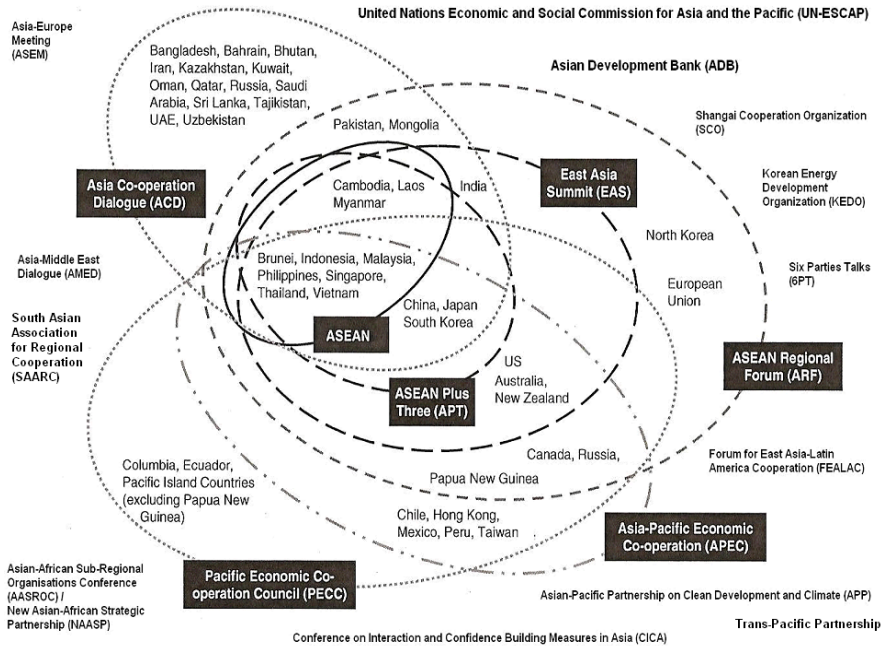 United Nations Economic and Social Commission for Asia and the Pacific (UN-ESCAP)
Asia-Europe
Meeting
(ASEM)
Bangladesh, Bahrain, Bhutan,
Iran, Kazakhstan, Kuwait,
Oman, Qatar, Russia, Saudi
Arabia, Sri Lanka, Tajikistan,
UAE, Uzbekistan
Asian Development Bank (ADB)
Pakistan, Mongolia
Shangai Cooperation Organization
(SCO)
Asia Co-operation
Dialogue (ACD)
Cambodia, Laos
Myanmar
India
East Asia
Summit (EAS)
Korean Energy
Development
Organization (KEDO)
North Korea
Asia-Middle East
Dialogue (AMED)
Brunei, Indonesia, Malaysia,
Philippines, Singapore,
Thailand, Vietnam
European
Union
Six Parties Talks
(6PT)
China, Japan
South Korea
South Asian
Association
for Regional
Cooperation
(SAARC)
ASEAN
US
Australia,
New Zealand
ASEAN Regional
Forum (ARF)
ASEAN Plus
Three (APT)
Canada, Russia,
Forum for East Asia-Latin
America Cooperation (FEALAC)
Columbia, Ecuador,
Pacific Island Countries
(excluding Papua New
Guinea)
Papua New Guinea
Chile, Hong Kong,
Mexico, Peru, Taiwan
Asia-Pacific Economic
Co-operation (APEC)
Asian-African Sub-Regional
Organisations Conference
(AASROC) /
New Asian-African Strategic
Partnership (NAASP)
Pacific Economic Co-
operation Council (PECC)
Asian-Pacific Partnership on Clean Development and Climate (APP)
Trans-Pacific Partnership
Conference on Interaction and Confidence Building Measures in Asia (CICA)